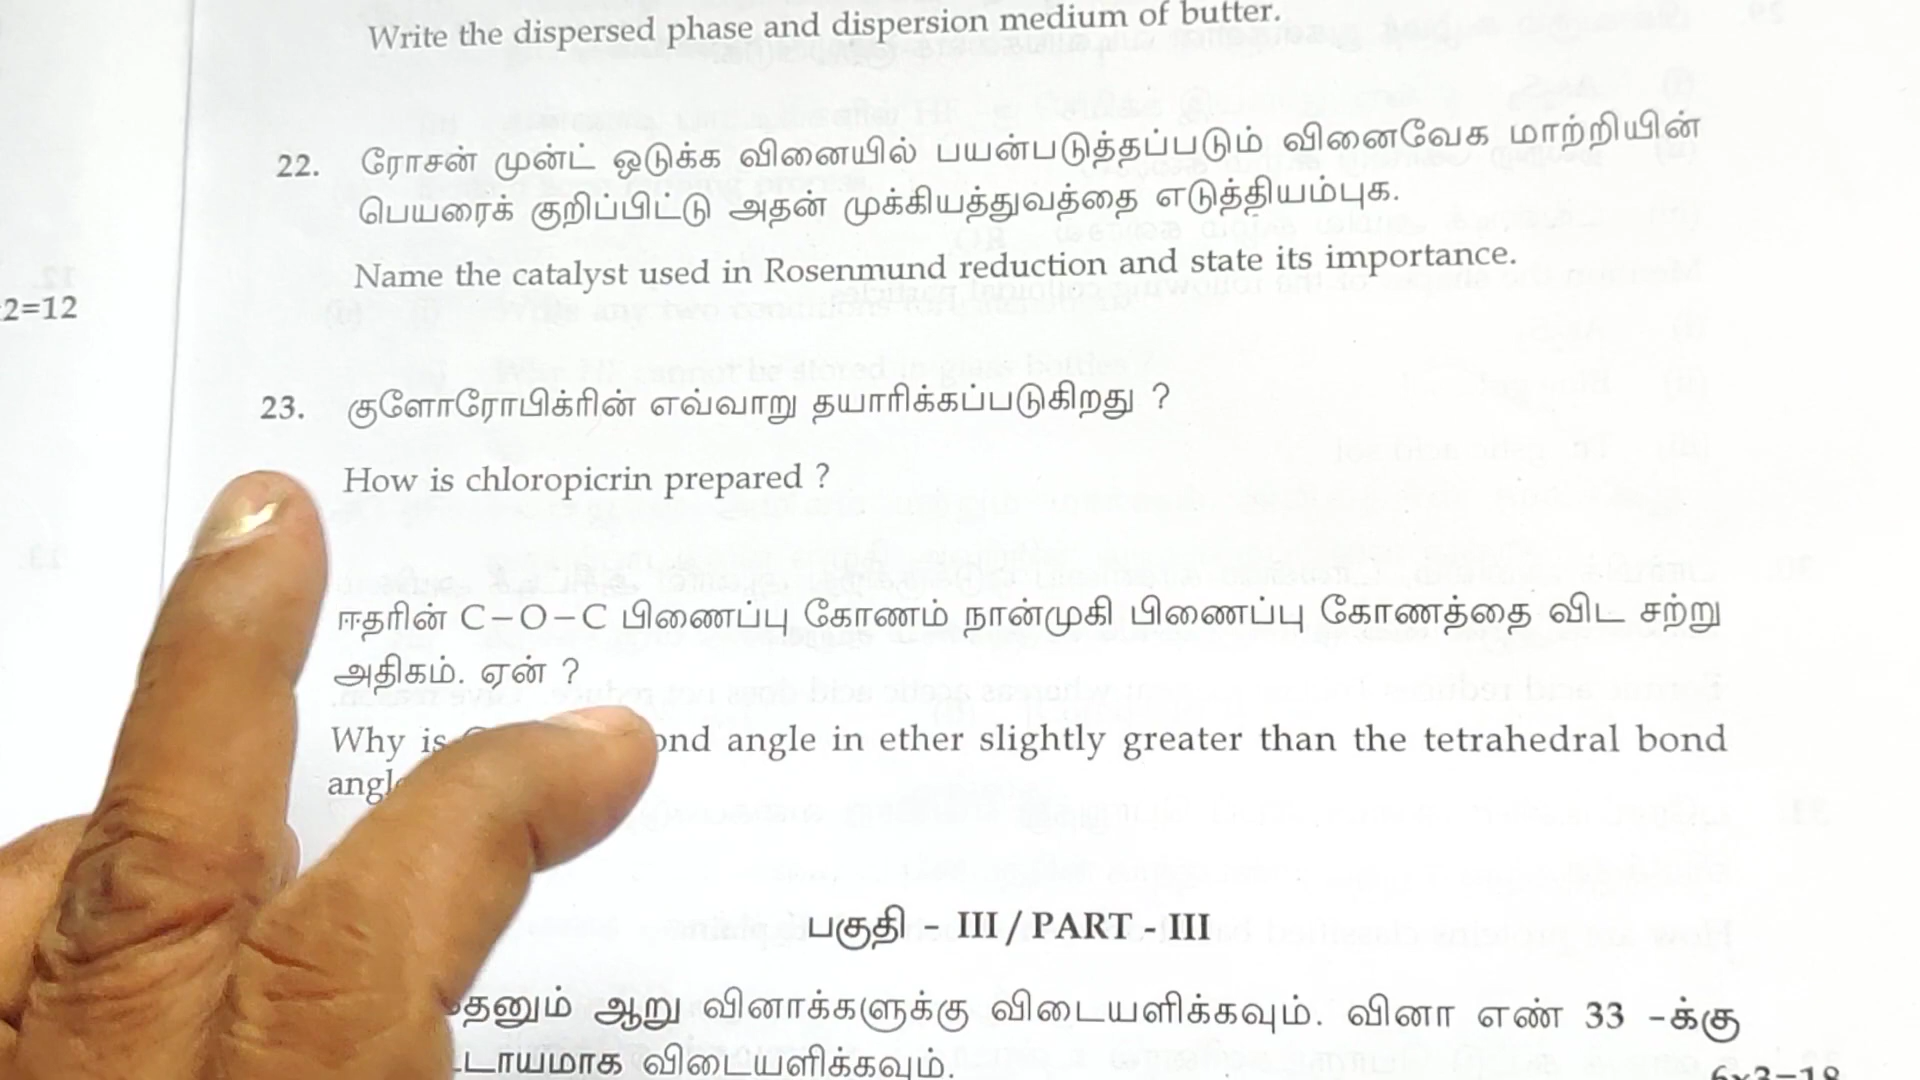 Write the dispersed phase and dispersion medium of butter.
22. ரோசன் முன்ட் ஒடுக்க வினையில் பயன்படுத்தப்படும் வினைவேக மாற்றியின்
பெயரைக் குறிப்பிட்டு அதன் முக்கியத்துவத்தை எடுத்தியம்புக.
Name the catalyst used in Rosenmund reduction and state its importance.
2=12
23. குளோரோபிக்ரின் எவ்வாறு தயாரிக்கப்படுகிறது ?
How is chloropicrin prepared ?
ஈதரின் C – O – C பிணைப்பு கோணம் நான்முகி பிணைப்பு கோணத்தை விட சற்று
அதிகம். ஏன் ?
Why is angle in ether slightly greater than the tetrahedral bond
பகுதி - III / PART - III
ஆறு வினாக்களுக்கு விடையளிக்கவும். வினா எண் 33 -க்கு
விடையளிக்கவும்.
6x3=18